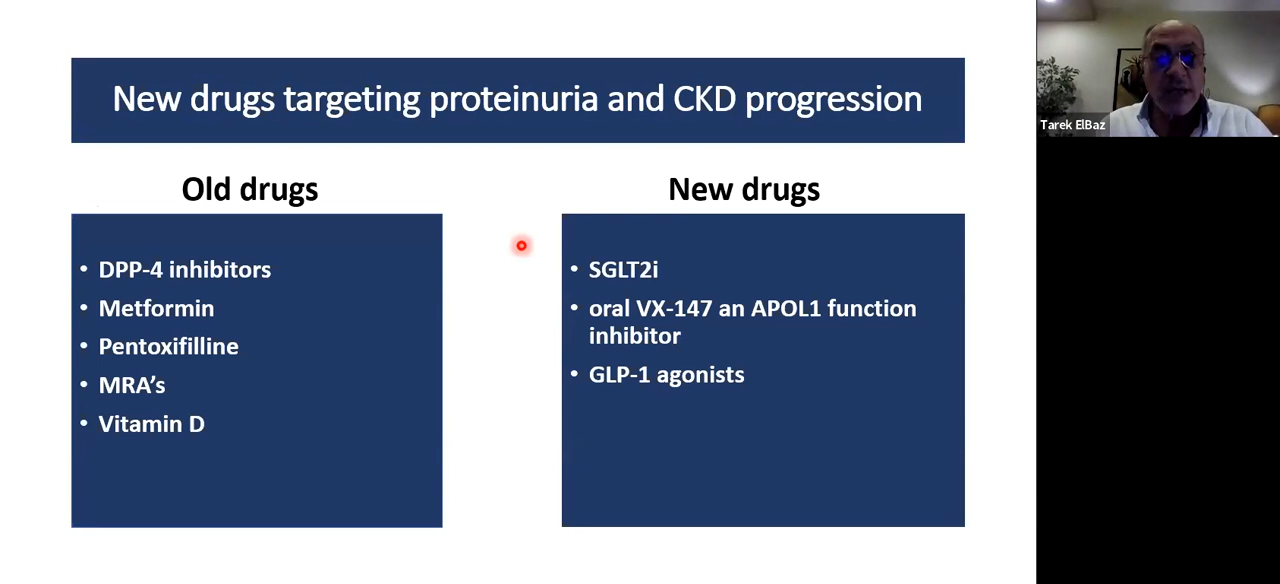 New drugs targeting proteinuria and CKD progression
Old drugs
• DPP-4 inhibitors
• Metformin
• Pentoxifilline
• MRA's
• Vitamin D
New drugs
• SGLT2i
• oral VX-147 an APOL1 function
inhibitor
• GLP-1 agonists
Tarek ElBaz